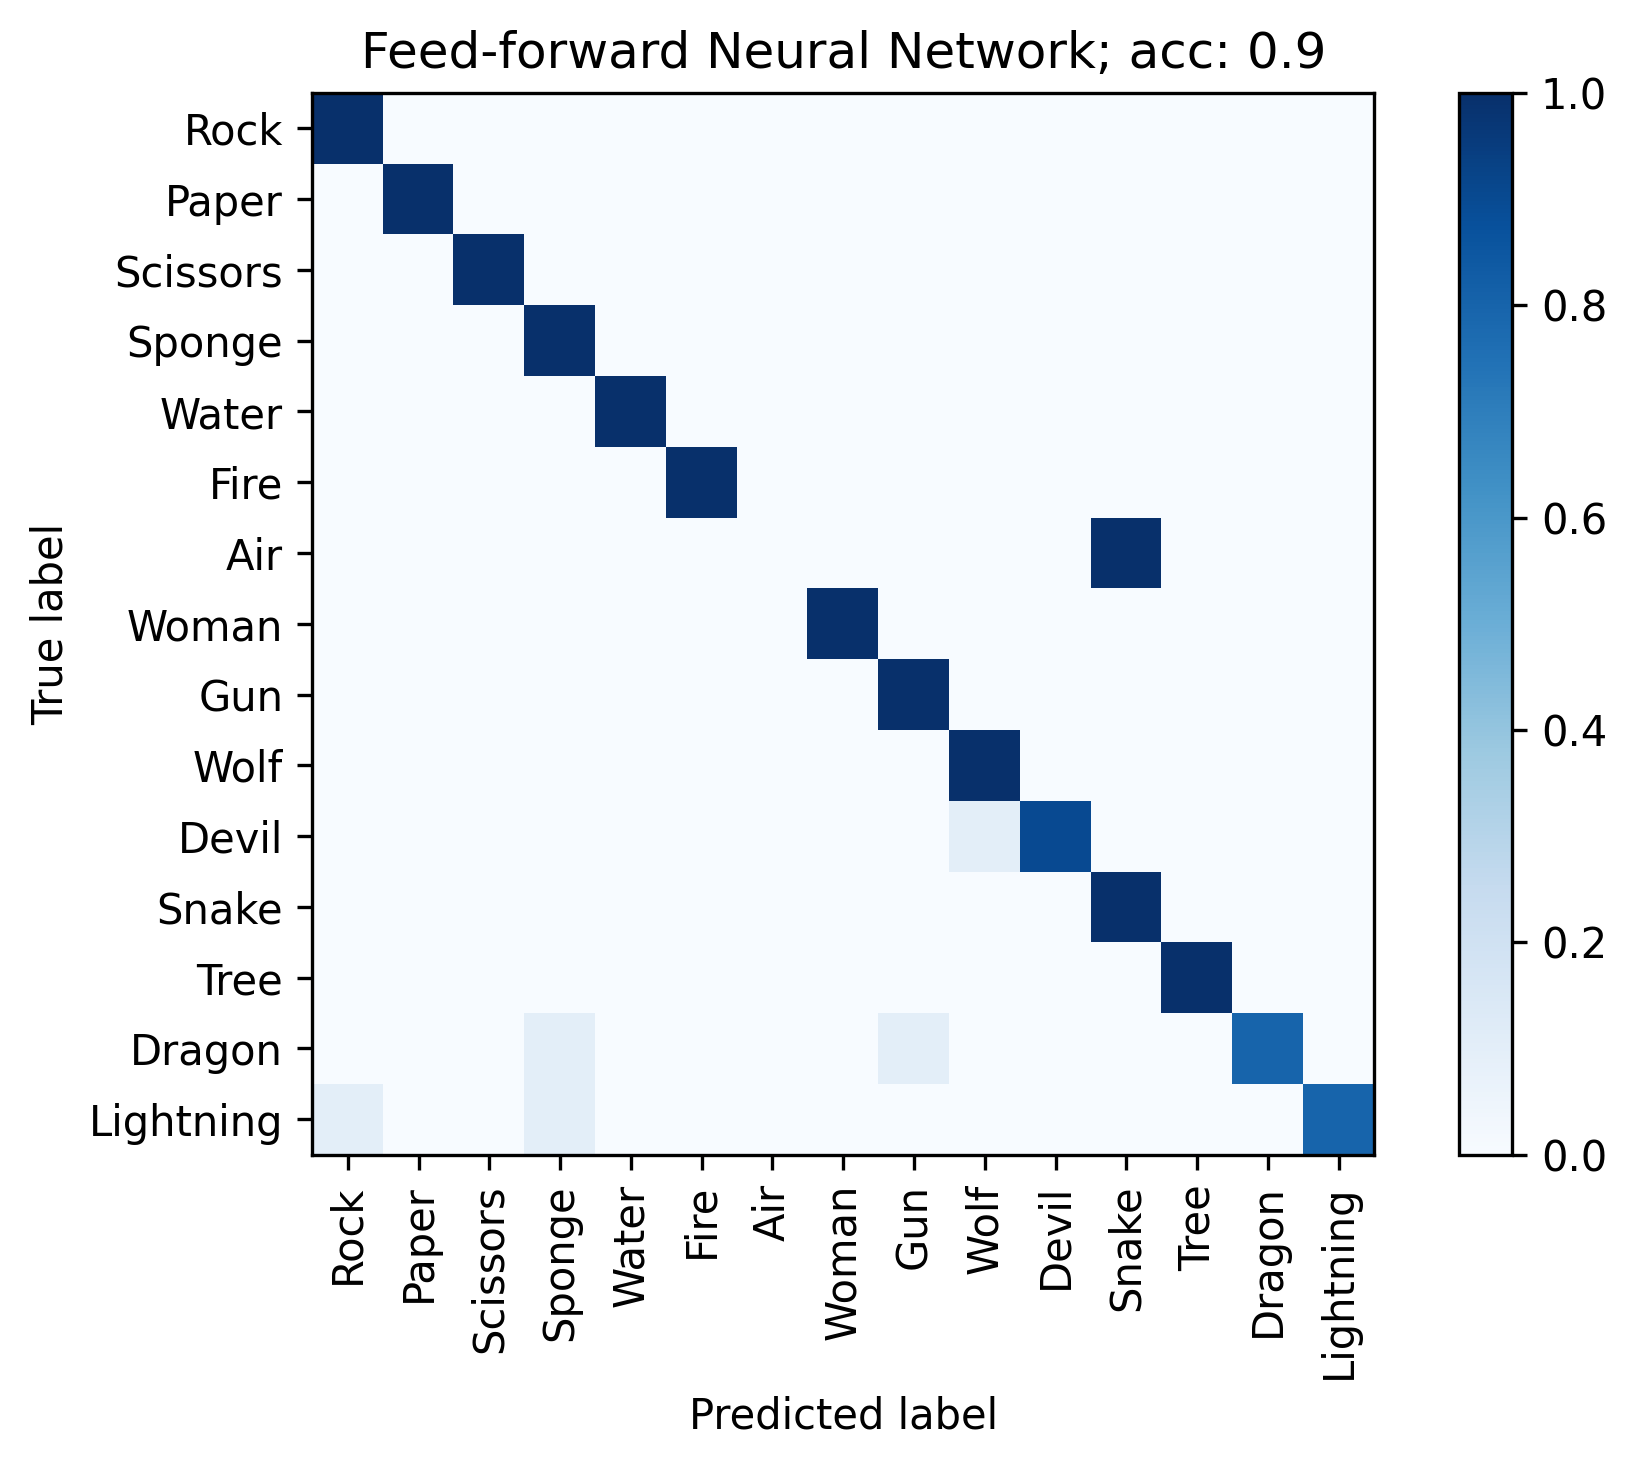 Feed-forward Neural Network; acc: 0.9
Rock
Paper
Scissors
Sponge
Water
Fire
Air
Woman
Gun
Wolf
Devil
Snake
Tree
Dragon
Lightning
True label
Rock
Paper
Scissors
Sponge
Water
Fire
Air
Woman
Gun
Wolf
Devil
Snake
Tree
Dragon
Lightning
Predicted label
1.0
0.8
0.6
0.4
0.2
0.0